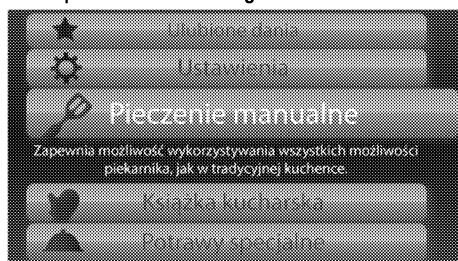 Ulubione dania
Ustawienia
Pieczenie manualne
Zapewnia możliwość wykorzystywania wszystkich możliwości
piekarnika, jak w tradycyjnej kuchence.
Książka kucharska
Potrawy specjalne